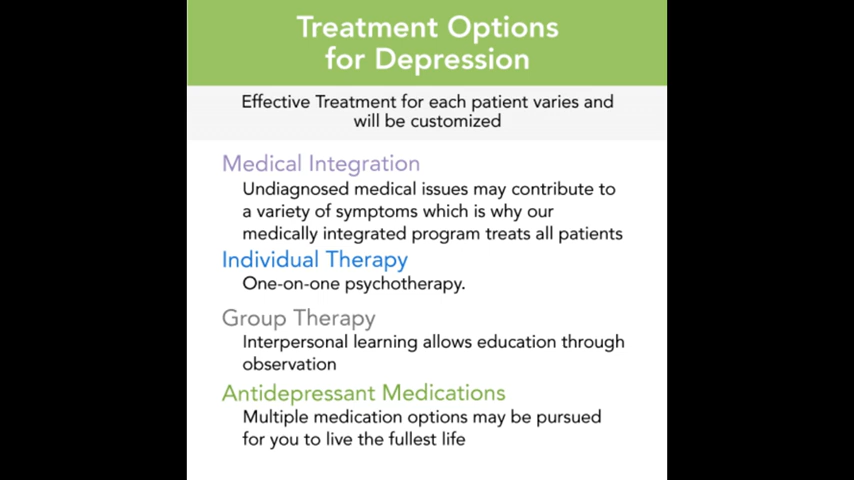 Treatment Options
for Depression
Effective Treatment for each patient varies and
will be customized
Medical Integration
Undiagnosed medical issues may contribute to
a variety of symptoms which is why our
medically integrated program treats all patients
Individual Therapy
One-on-one psychotherapy.
Group Therapy
Interpersonal learning allows education through
observation
Antidepressant Medications
Multiple medication options may be pursued
for you to live the fullest life